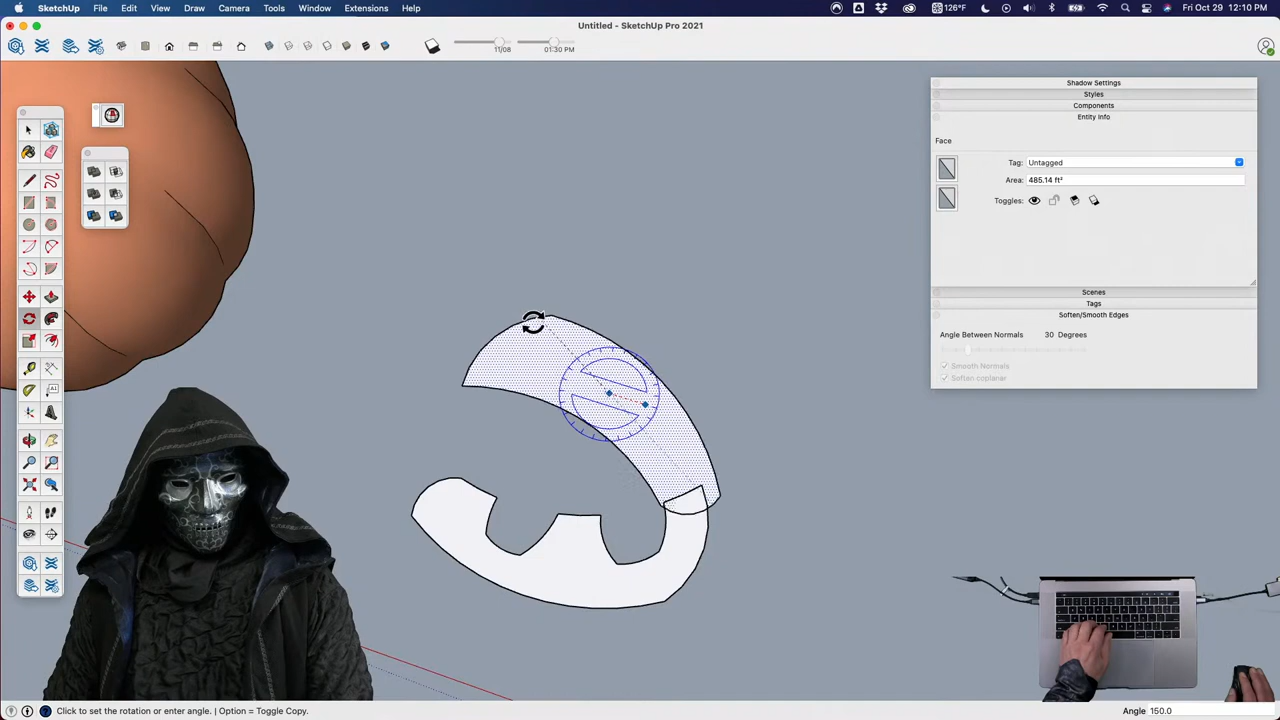 SketchUp File Edit View Draw Camera Tools Window Extensions Help 126°F Fri Oct 29 12:10 PM
Untitled - SketchUp Pro 2021
11/08 01:30 PM
Shadow Settings
Styles
Components
Entity Info
Face
Tag: Untagged
Area: 485.14 ft²
Toggles:
Scenes
Tags
Soften/Smooth Edges
Angle Between Normals 30 Degrees
Smooth Normals
Soften coplanar
Click to set the rotation or enter angle. | Option = Toggle Copy. Angle 150.0